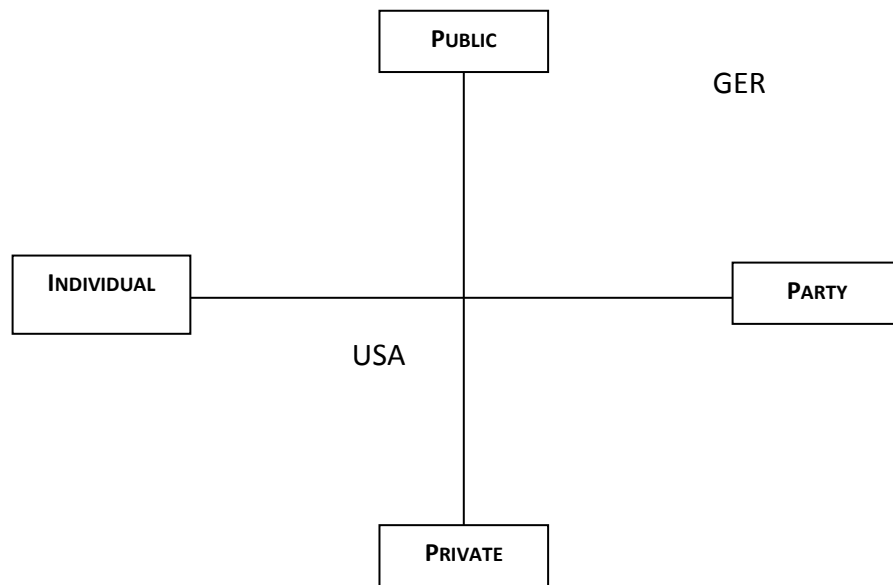 PUBLIC
GER
INDIVIDUAL
PARTY
USA
PRIVATE